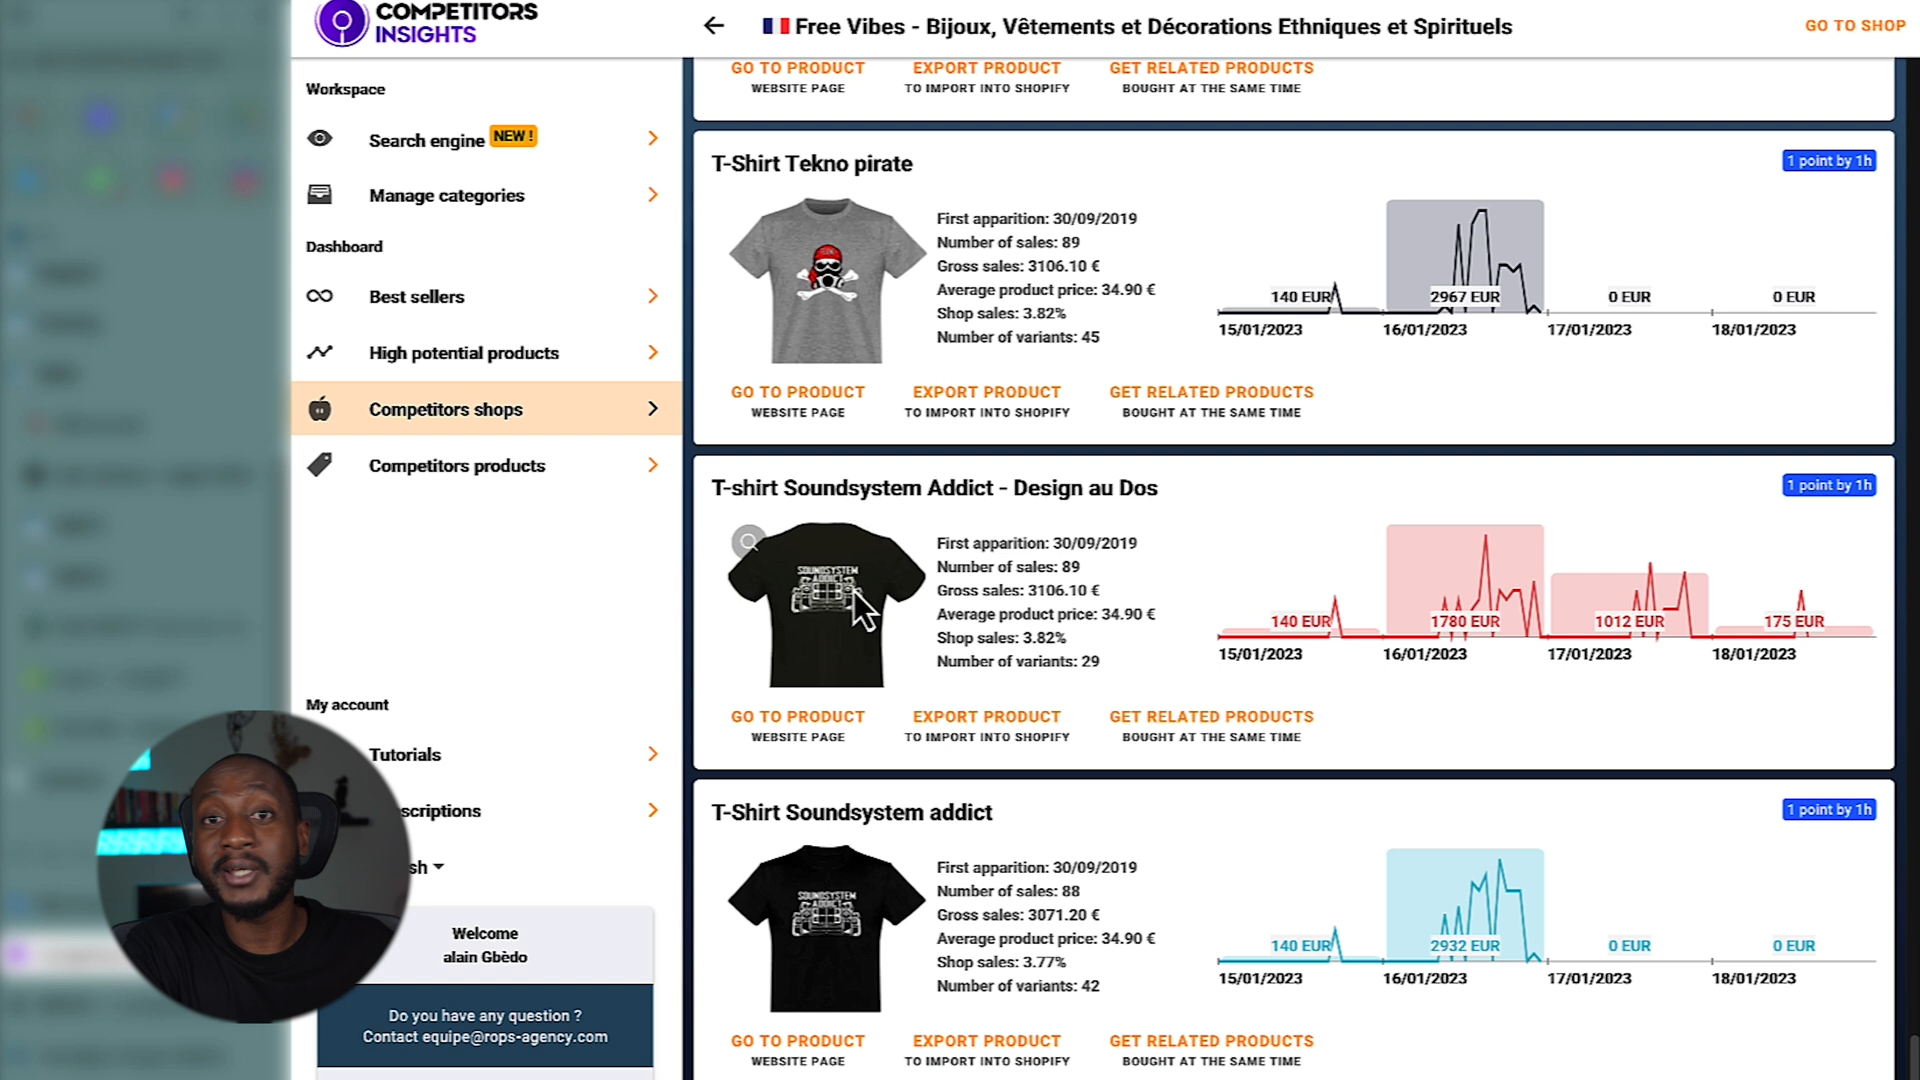 COMPETITORS
INSIGHTS
Free Vibes - Bijoux, Vêtements et Décorations Ethniques et Spirituels
GO TO SHOP
Workspace
Search engine NEW !
Manage categories
Dashboard
Best sellers
High potential products
Competitors shops
Competitors products
My account
Tutorials
scriptions
sh
Welcome
alain Gbèdo
Do you have any question ?
Contact equipe@rops-agency.com
GO TO PRODUCT EXPORT PRODUCT GET RELATED PRODUCTS
WEBSITE PAGE TO IMPORT INTO SHOPIFY BOUGHT AT THE SAME TIME
T-Shirt Tekno pirate
1 point by 1h
First apparition: 30/09/2019
Number of sales: 89
Gross sales: 3106.10 €
Average product price: 34.90 €
Shop sales: 3.82%
Number of variants: 45
140 EUR 2967 EUR 0 EUR 0 EUR
15/01/2023 16/01/2023 17/01/2023 18/01/2023
GO TO PRODUCT EXPORT PRODUCT GET RELATED PRODUCTS
WEBSITE PAGE TO IMPORT INTO SHOPIFY BOUGHT AT THE SAME TIME
T-shirt Soundsystem Addict - Design au Dos
1 point by 1h
SOUNDSYSTEM
ADDICT
First apparition: 30/09/2019
Number of sales: 89
Gross sales: 3106.10 €
Average product price: 34.90 €
Shop sales: 3.82%
Number of variants: 29
140 EUR 1780 EUR 1012 EUR 175 EUR
15/01/2023 16/01/2023 17/01/2023 18/01/2023
GO TO PRODUCT EXPORT PRODUCT GET RELATED PRODUCTS
WEBSITE PAGE TO IMPORT INTO SHOPIFY BOUGHT AT THE SAME TIME
T-Shirt Soundsystem addict
1 point by 1h
SOUNDSYSTEM
ADDICT
First apparition: 30/09/2019
Number of sales: 88
Gross sales: 3071.20 €
Average product price: 34.90 €
Shop sales: 3.77%
Number of variants: 42
140 EUR 2932 EUR 0 EUR 0 EUR
15/01/2023 16/01/2023 17/01/2023 18/01/2023
GO TO PRODUCT EXPORT PRODUCT GET RELATED PRODUCTS
WEBSITE PAGE TO IMPORT INTO SHOPIFY BOUGHT AT THE SAME TIME